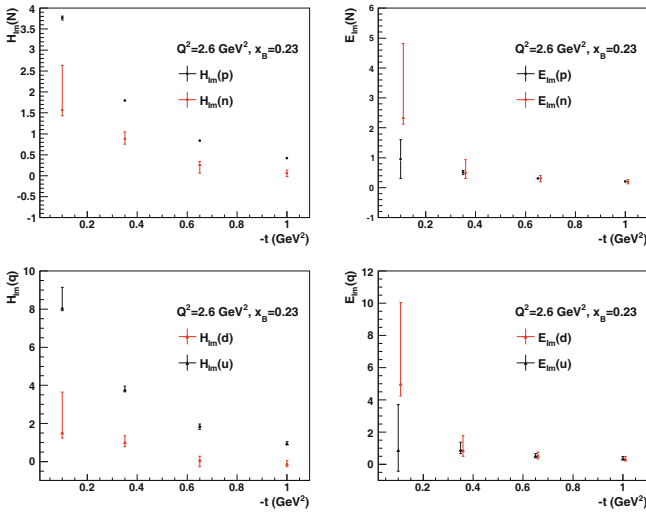 H_Im(N)
4
3.5
3
2.5
2
1.5
1
0.5
0
-0.5
-1
Q²=2.6 GeV², x_B=0.23
H_Im(p)
H_Im(n)
0.2
0.4
0.6
0.8
1
-t (GeV²)
E_Im(N)
6
5
4
3
2
1
0
-1
Q²=2.6 GeV², x_B=0.23
E_Im(p)
E_Im(n)
0.2
0.4
0.6
0.8
1
-t (GeV²)
H_Im(q)
10
8
6
4
2
0
Q²=2.6 GeV², x_B=0.23
H_Im(d)
H_Im(u)
0.2
0.4
0.6
0.8
1
-t (GeV²)
E_Im(q)
12
10
8
6
4
2
0
Q²=2.6 GeV², x_B=0.23
E_Im(d)
E_Im(u)
0.2
0.4
0.6
0.8
1
-t (GeV²)